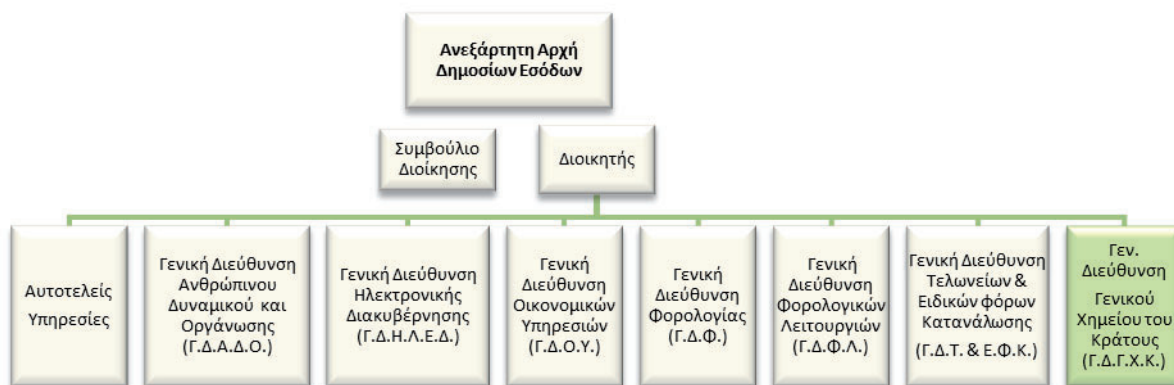 Ανεξάρτητη Αρχή
Δημοσίων Εσόδων
Συμβούλιο
Διοίκησης
Διοικητής
Αυτοτελείς
Υπηρεσίες
Γενική Διεύθυνση
Ανθρώπινου
Δυναμικού και
Οργάνωσης
(Γ.Δ.Α.Δ.Ο.)
Γενική Διεύθυνση
Ηλεκτρονικής
Διακυβέρνησης
(Γ.Δ.Η.Λ.Ε.Δ.)
Γενική
Διεύθυνση
Οικονομικών
Υπηρεσιών
(Γ.Δ.Ο.Υ.)
Γενική
Διεύθυνση
Φορολογίας
(Γ.Δ.Φ.)
Γενική
Διεύθυνση
Φορολογικών
Λειτουργιών
(Γ.Δ.Φ.Λ.)
Γενική Διεύθυνση
Τελωνείων &
Ειδικών φόρων
Κατανάλωσης
(Γ.Δ.Τ. & Ε.Φ.Κ.)
Γεν.
Διεύθυνση
Γενικού
Χημείου του
Κράτους
(Γ.Δ.Γ.Χ.Κ.)